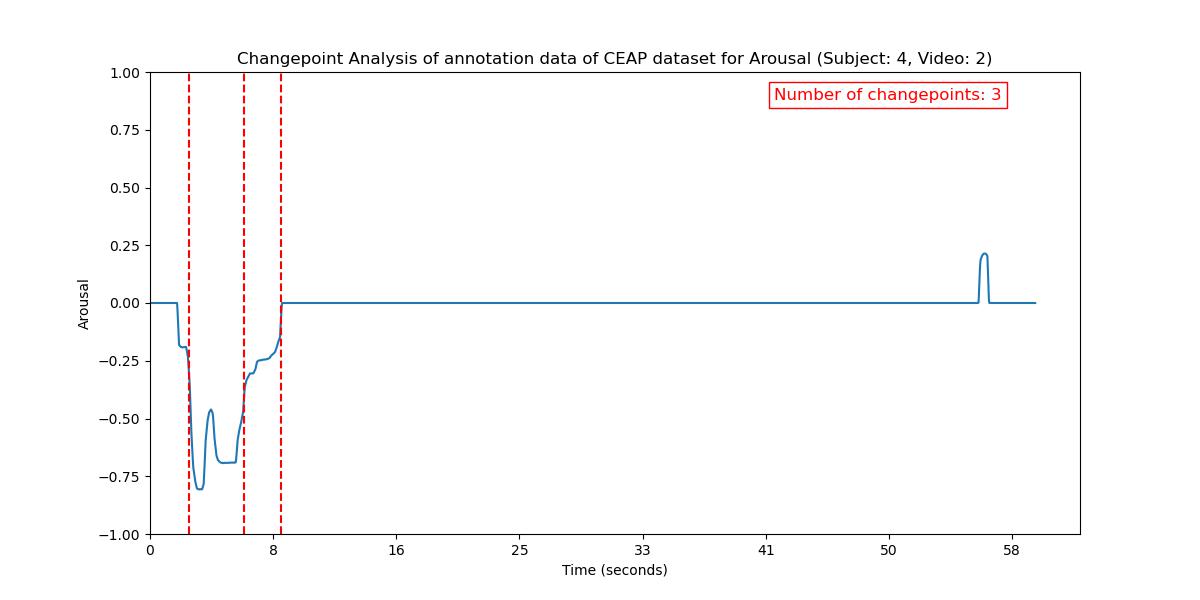 Changepoint Analysis of annotation data of CEAP dataset for Arousal (Subject: 4, Video: 2)
Number of changepoints: 3
Arousal
1.00
0.75
0.50
0.25
0.00
−0.25
−0.50
−0.75
−1.00
0 8 16 25 33 41 50 58
Time (seconds)